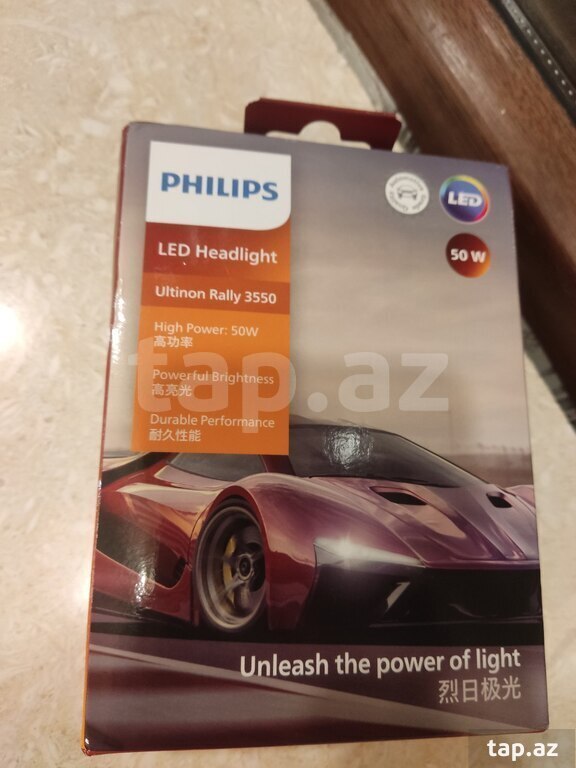 PHILIPS
LED
50 W
LED Headlight
Ultinon Rally 3550
High Power: 50W
高功率
Powerful Brightness
高亮光
Durable Performance
耐久性能
tap.az
Unleash the power of light
烈日极光
tap.az